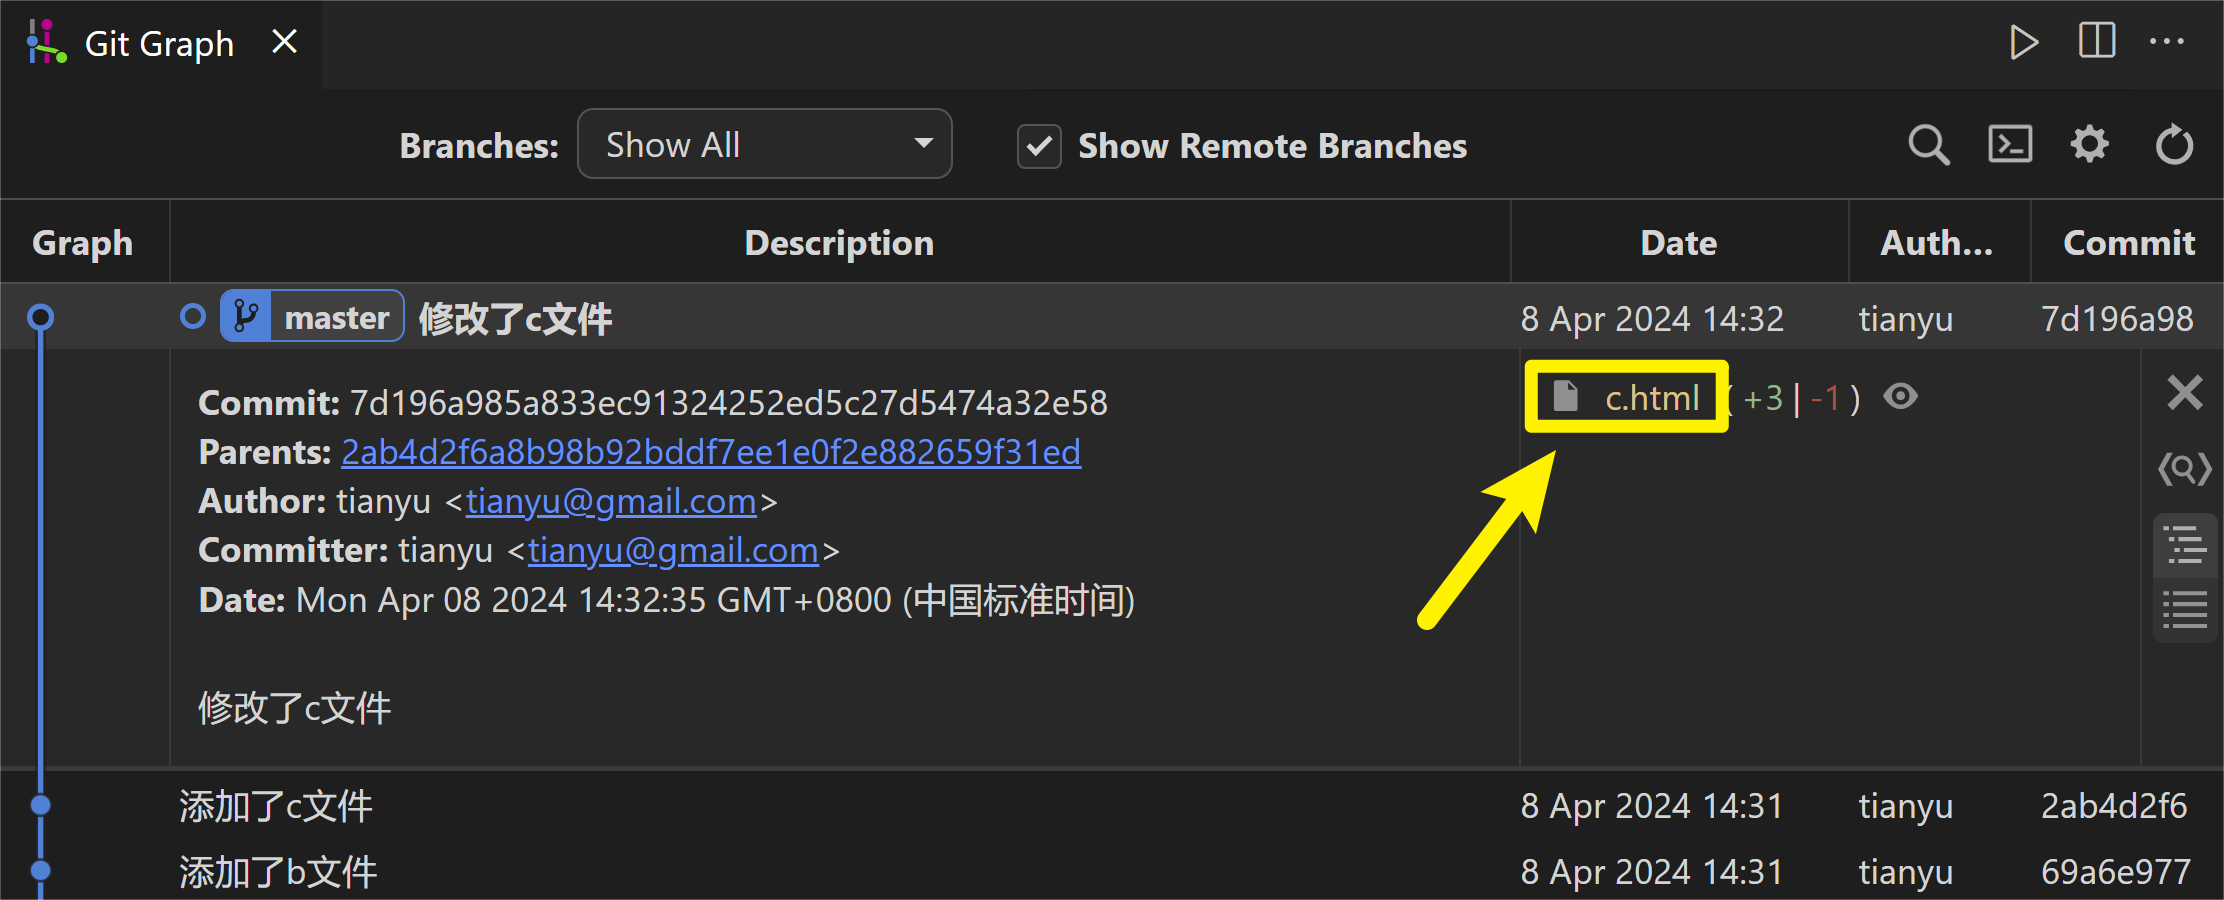 Git Graph
Branches: Show All Show Remote Branches
Graph Description Date Auth... Commit
master 修改了c文件 8 Apr 2024 14:32 tianyu 7d196a98
Commit: 7d196a985a833ec91324252ed5c27d5474a32e58
Parents: 2ab4d2f6a8b98b92bddf7ee1e0f2e882659f31ed
Author: tianyu <tianyu@gmail.com>
Committer: tianyu <tianyu@gmail.com>
Date: Mon Apr 08 2024 14:32:35 GMT+0800 (中国标准时间)
修改了c文件
c.html (+3|-1)
添加了c文件 8 Apr 2024 14:31 tianyu 2ab4d2f6
添加了b文件 8 Apr 2024 14:31 tianyu 69a6e977